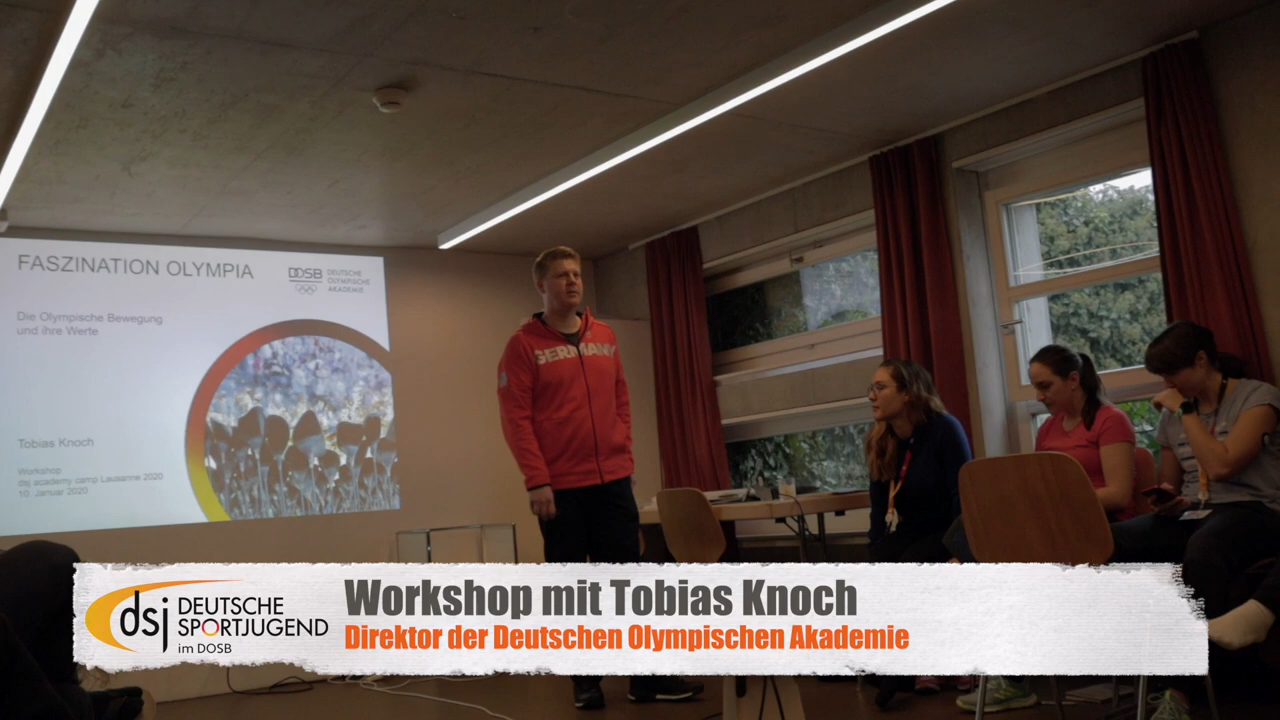 FASZINATION OLYMPIA
DOSB
DEUTSCHE
OLYMPISCHE
AKADEMIE
Die Olympische Bewegung
und ihre Werte
Tobias Knoch
Workshop
dsj academy camp Lausanne 2020
10. Januar 2020
GERMANY
dsj DEUTSCHE
SPORTJUGEND
im DOSB
Workshop mit Tobias Knoch
Direktor der Deutschen Olympischen Akademie